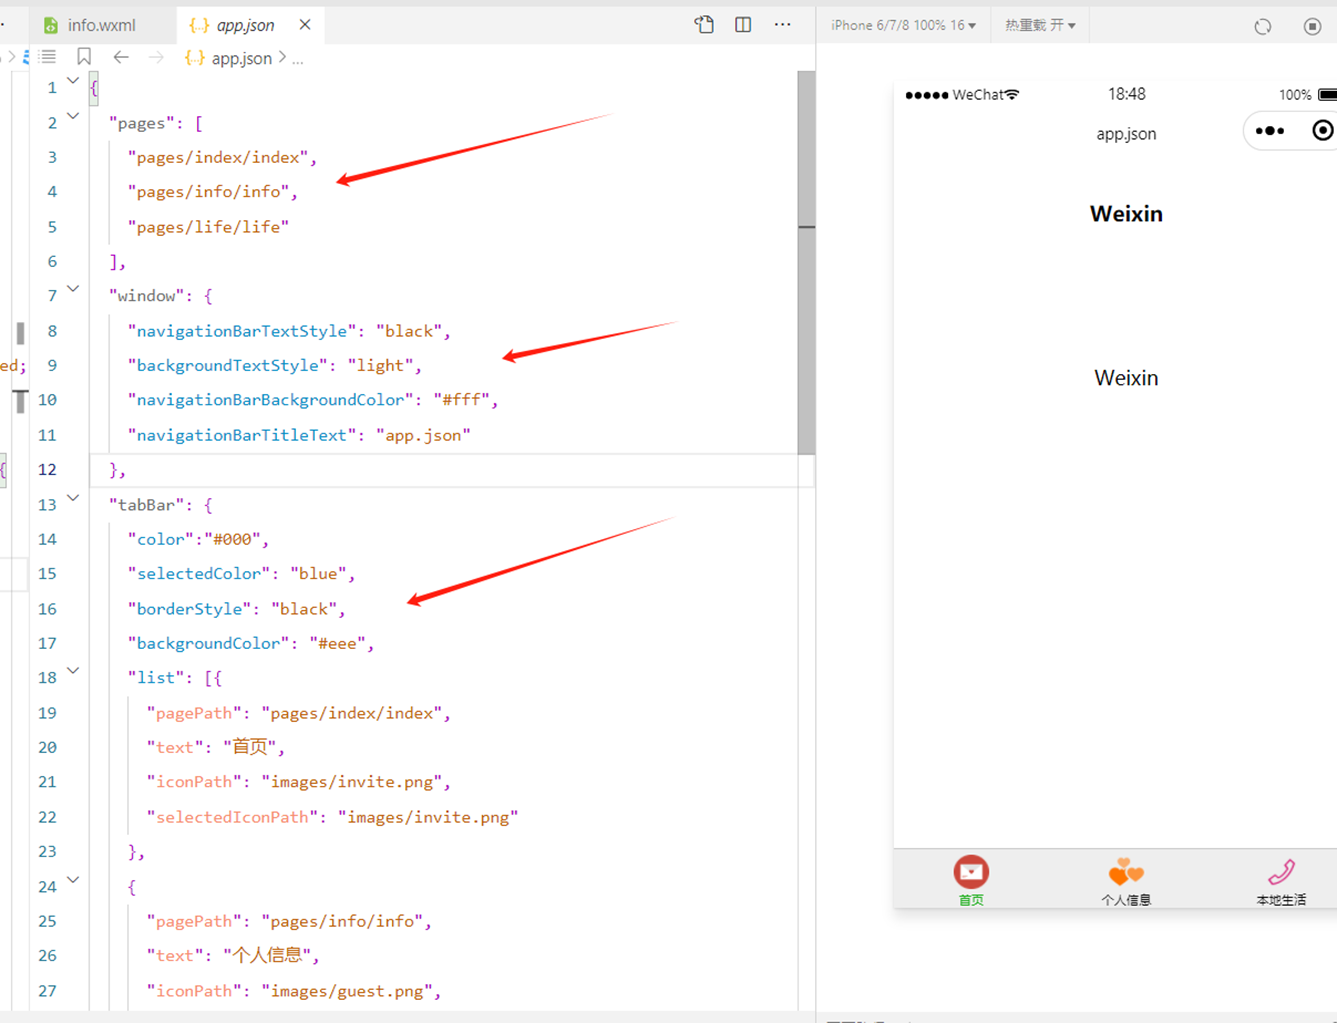 info.wxml
{..} app.json
{..} app.json > ...
1 {
2 "pages": [
3 "pages/index/index",
4 "pages/info/info",
5 "pages/life/life"
6 ],
7 "window": {
8 "navigationBarTextStyle": "black",
9 "backgroundTextStyle": "light",
ed;
10 "navigationBarBackgroundColor": "#fff",
11 "navigationBarTitleText": "app.json"
{
12 },
13 "tabBar": {
14 "color":"#000",
15 "selectedColor": "blue",
16 "borderStyle": "black",
17 "backgroundColor": "#eee",
18 "list": [{
19 "pagePath": "pages/index/index",
20 "text": "首页",
21 "iconPath": "images/invite.png",
22 "selectedIconPath": "images/invite.png"
23 },
24 {
25 "pagePath": "pages/info/info",
26 "text": "个人信息",
27 "iconPath": "images/guest.png",
iPhone 6/7/8 100% 16
热重载 开
WeChat
18:48
100%
app.json
Weixin
Weixin
首页
个人信息
本地生活